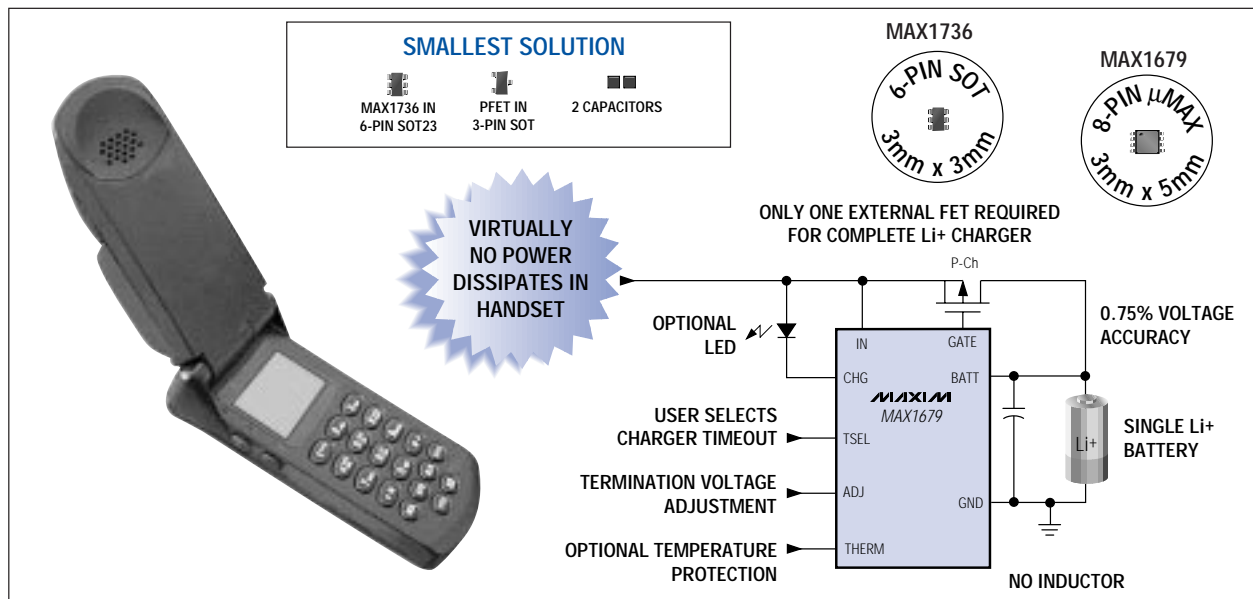 SMALLEST SOLUTION
MAX1736 IN
6-PIN SOT23
PFET IN
3-PIN SOT
2 CAPACITORS
MAX1736
6-PIN SOT
3mm x 3mm
MAX1679
8-PIN µMAX
3mm x 5mm
VIRTUALLY
NO POWER
DISSIPATES IN
HANDSET
ONLY ONE EXTERNAL FET REQUIRED
FOR COMPLETE Li+ CHARGER
P-Ch
OPTIONAL
LED
0.75% VOLTAGE
ACCURACY
IN
GATE
CHG
BATT
MAXIM
MAX1679
USER SELECTS
CHARGER TIMEOUT
TSEL
Li+
SINGLE Li+
BATTERY
TERMINATION VOLTAGE
ADJUSTMENT
ADJ
GND
OPTIONAL TEMPERATURE
PROTECTION
THERM
NO INDUCTOR